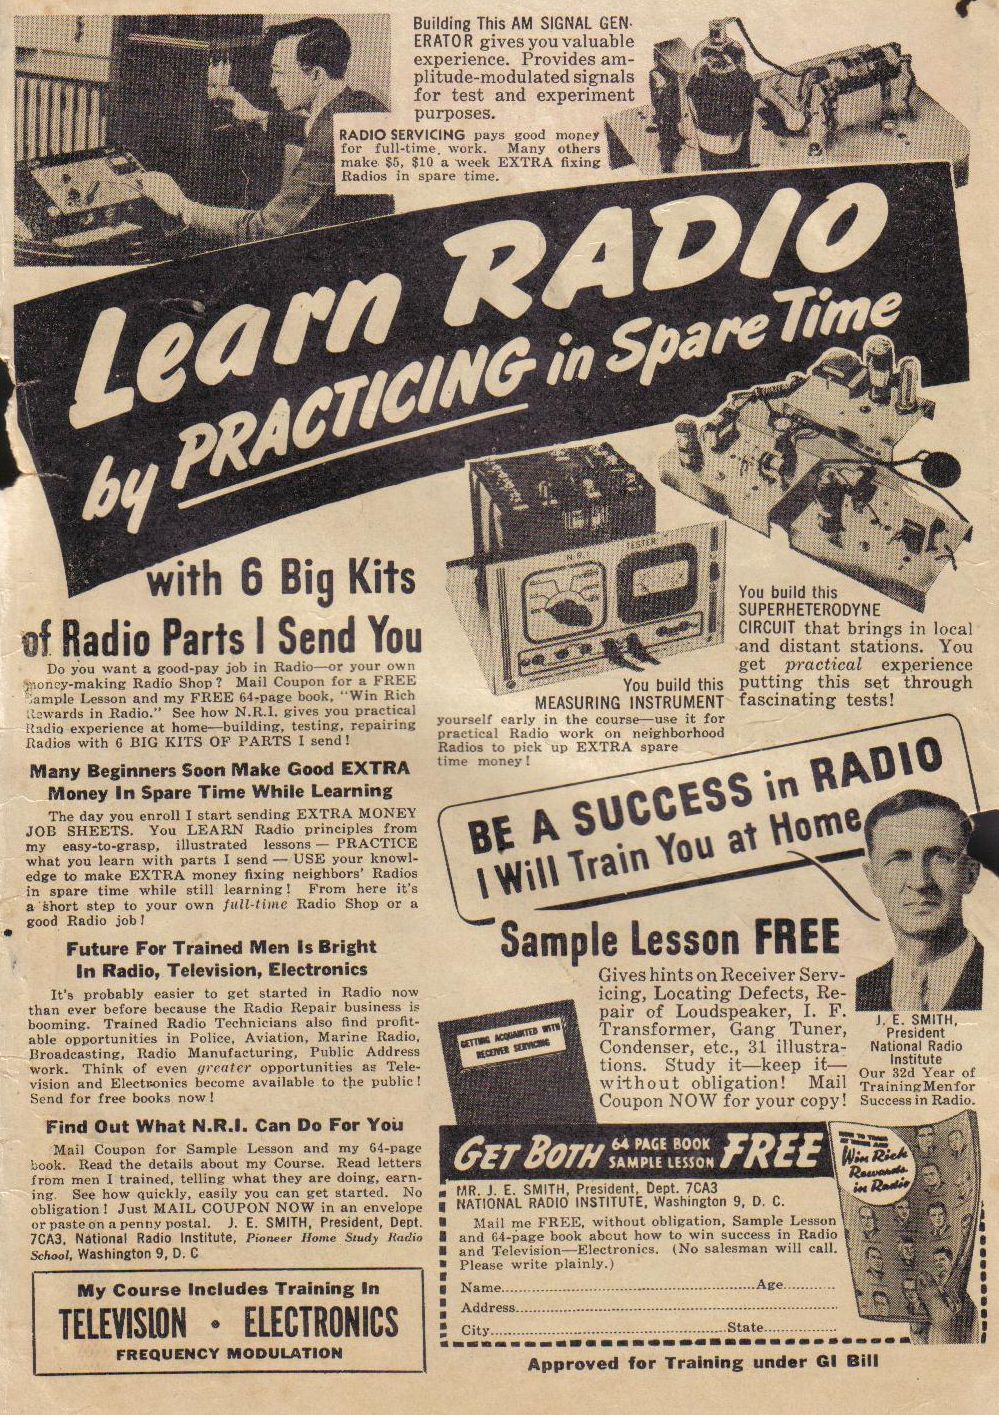 Building This AM SIGNAL GEN-
ERATOR gives you valuable
experience. Provides am-
plitude-modulated signals
for test and experiment
purposes.
RADIO SERVICING pays good money
for full-time work. Many others
make $5, $10 a week EXTRA fixing
Radios in spare time.
Learn RADIO
by PRACTICING in Spare Time
with 6 Big Kits
of Radio Parts I Send You
Do you want a good-pay job in Radio—or your own
money-making Radio Shop? Mail Coupon for a FREE
Sample Lesson and my FREE 64-page book, "Win Rich
Rewards in Radio." See how N.R.I. gives you practical
Radio experience at home—building, testing, repairing
Radios with 6 BIG KITS OF PARTS I send!
Many Beginners Soon Make Good EXTRA
Money In Spare Time While Learning
The day you enroll I start sending EXTRA MONEY
JOB SHEETS. You LEARN Radio principles from
my easy-to-grasp, illustrated lessons — PRACTICE
what you learn with parts I send — USE your knowl-
edge to make EXTRA money fixing neighbors' Radios
in spare time while still learning! From here it's
a short step to your own full-time Radio Shop or a
good Radio job!
Future For Trained Men Is Bright
In Radio, Television, Electronics
It's probably easier to get started in Radio now
than ever before because the Radio Repair business is
booming. Trained Radio Technicians also find profit-
able opportunities in Police, Aviation, Marine Radio,
Broadcasting, Radio Manufacturing, Public Address
work. Think of even greater opportunities as Tele-
vision and Electronics become available to the public!
Send for free books now!
Find Out What N.R.I. Can Do For You
Mail Coupon for Sample Lesson and my 64-page
book. Read the details about my Course. Read letters
from men I trained, telling what they are doing, earn-
ing. See how quickly, easily you can get started. No
obligation! Just MAIL COUPON NOW in an envelope
or paste on a penny postal. J. E. SMITH, President, Dept.
7CA3, National Radio Institute, Pioneer Home Study Radio
School, Washington 9, D. C
My Course Includes Training In
TELEVISION • ELECTRONICS
FREQUENCY MODULATION
N.R.I. TESTER
You build this
MEASURING INSTRUMENT
yourself early in the course—use it for
practical Radio work on neighborhood
Radios to pick up EXTRA spare
time money!
You build this
SUPERHETERODYNE
CIRCUIT that brings in local
and distant stations. You
get practical experience
putting this set through
fascinating tests!
BE A SUCCESS in RADIO
I Will Train You at Home
Sample Lesson FREE
Gives hints on Receiver Serv-
icing, Locating Defects, Re-
pair of Loudspeaker, I. F.
Transformer, Gang Tuner,
Condenser, etc., 31 illustra-
tions. Study it—keep it—
without obligation! Mail
Coupon NOW for your copy!
GETTING ACQUAINTED WITH
RECEIVER SERVICING
J. E. SMITH,
President
National Radio
Institute
Our 32d Year of
Training Men for
Success in Radio.
GET BOTH 64 PAGE BOOK
SAMPLE LESSON FREE
Win Rich
Rewards
in Radio
MR. J. E. SMITH, President, Dept. 7CA3
NATIONAL RADIO INSTITUTE, Washington 9, D. C.
Mail me FREE, without obligation, Sample Lesson
and 64-page book about how to win success in Radio
and Television—Electronics. (No salesman will call.
Please write plainly.)
Name Age
Address
City State
Approved for Training under GI Bill